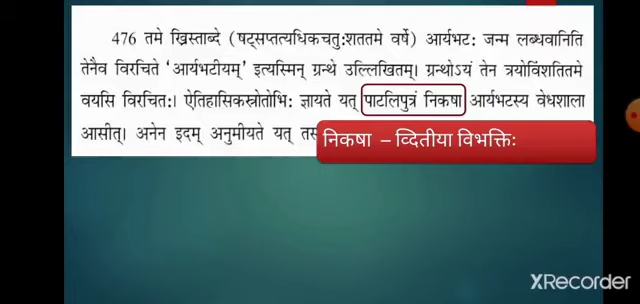 476 तमे ख्रिस्ताब्दे (षट्सप्तत्यधिकचतुःशततमे वर्षे) आर्यभटः जन्म लब्धवानिति
तेनैव विरचिते 'आर्यभटीयम्' इत्यस्मिन् ग्रन्थे उल्लिखितम्। ग्रन्थोऽयं तेन त्रयोविंशतितमे
वयसि विरचितः। ऐतिहासिकस्रोतोभिः ज्ञायते यत् पाटलिपुत्रं निकषा आर्यभटस्य वेधशाला
आसीत्। अनेन इदम् अनुमीयते यत् तस
निकषा – व्दितीया विभक्तिः
XRecorder